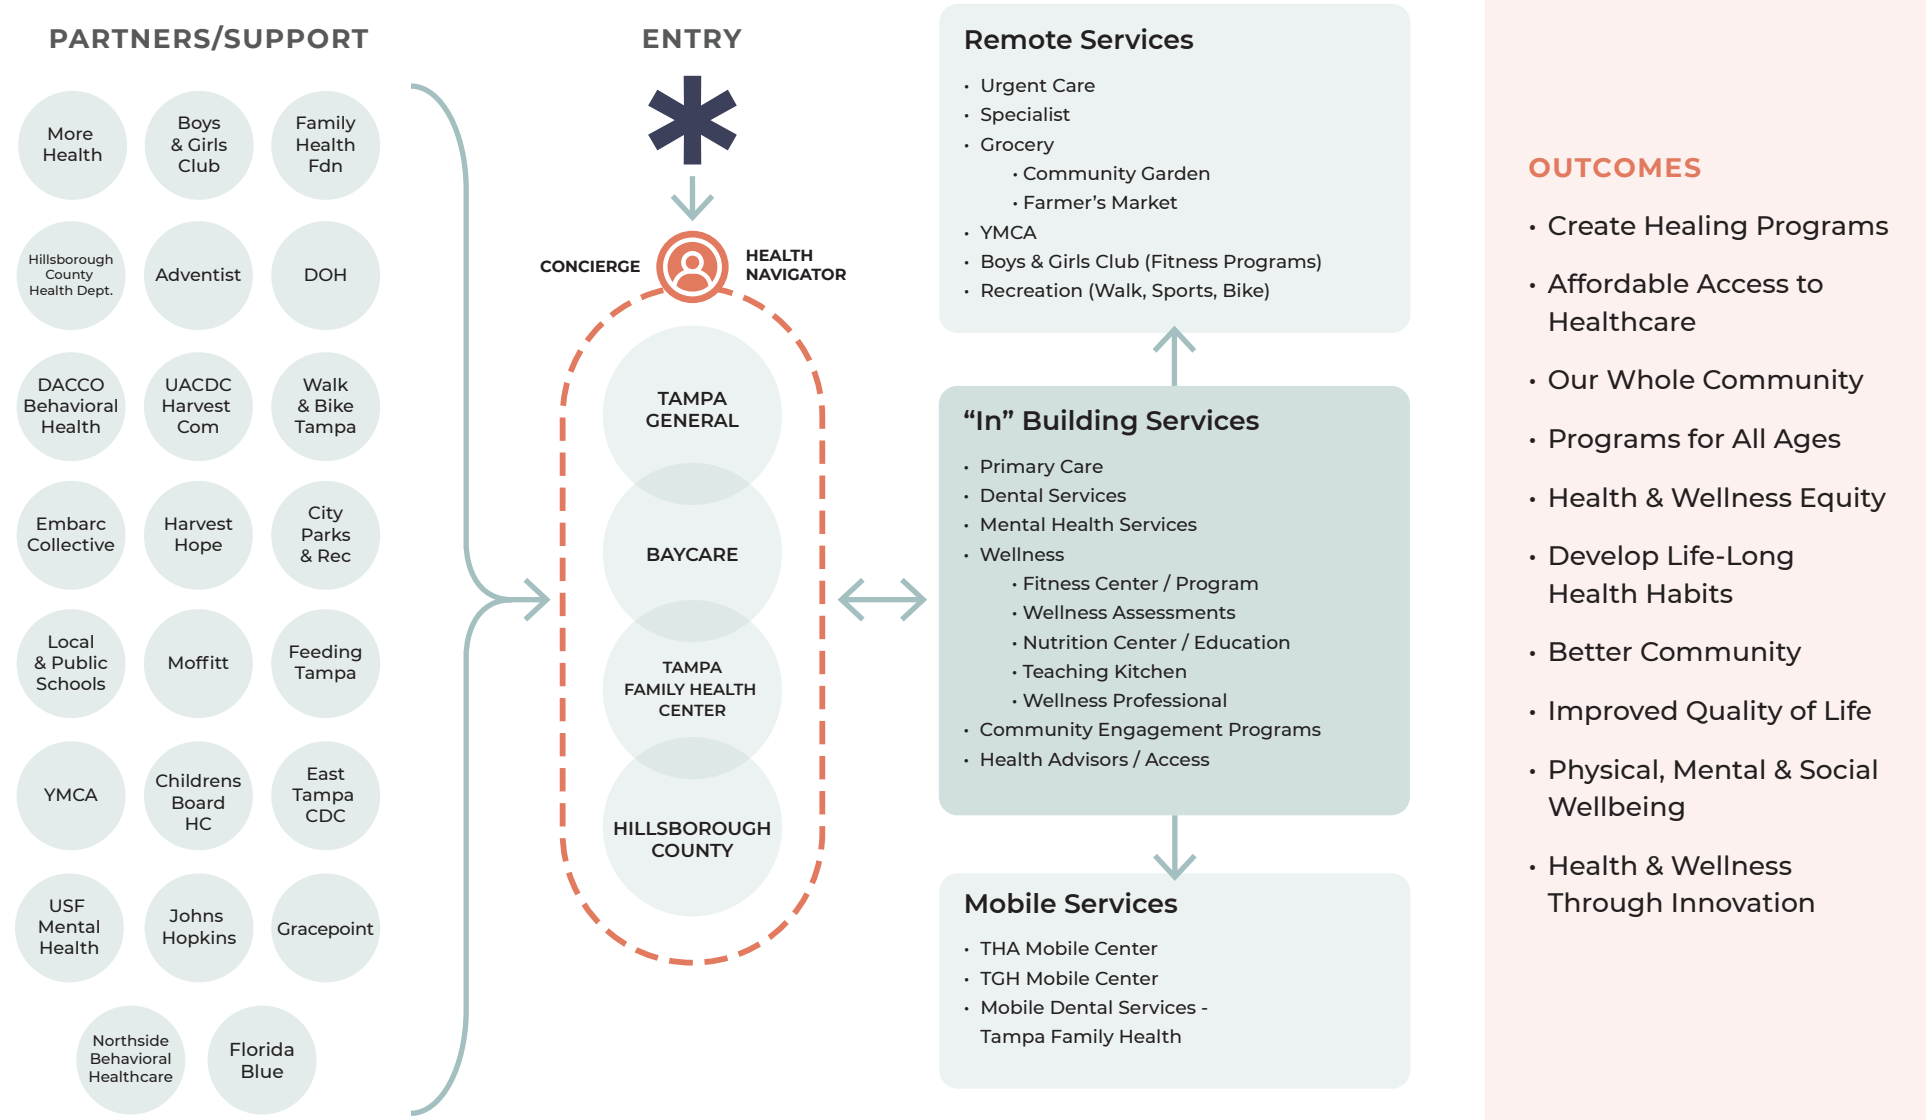 PARTNERS/SUPPORT
More
Health
Boys
& Girls
Club
Family
Health
Fdn
Hillsborough
County
Health Dept.
Adventist
DOH
DACCO
Behavioral
Health
UACDC
Harvest
Com
Walk
& Bike
Tampa
Embarc
Collective
Harvest
Hope
City
Parks
& Rec
Local
& Public
Schools
Moffitt
Feeding
Tampa
YMCA
Childrens
Board
HC
East
Tampa
CDC
USF
Mental
Health
Johns
Hopkins
Gracepoint
Northside
Behavioral
Healthcare
Florida
Blue
ENTRY
CONCIERGE
HEALTH
NAVIGATOR
TAMPA
GENERAL
BAYCARE
TAMPA
FAMILY HEALTH
CENTER
HILLSBOROUGH
COUNTY
Remote Services
• Urgent Care
• Specialist
• Grocery
• Community Garden
• Farmer’s Market
• YMCA
• Boys & Girls Club (Fitness Programs)
• Recreation (Walk, Sports, Bike)
“In” Building Services
• Primary Care
• Dental Services
• Mental Health Services
• Wellness
• Fitness Center / Program
• Wellness Assessments
• Nutrition Center / Education
• Teaching Kitchen
• Wellness Professional
• Community Engagement Programs
• Health Advisors / Access
Mobile Services
• THA Mobile Center
• TGH Mobile Center
• Mobile Dental Services -
Tampa Family Health
OUTCOMES
• Create Healing Programs
• Affordable Access to
Healthcare
• Our Whole Community
• Programs for All Ages
• Health & Wellness Equity
• Develop Life-Long
Health Habits
• Better Community
• Improved Quality of Life
• Physical, Mental & Social
Wellbeing
• Health & Wellness
Through Innovation